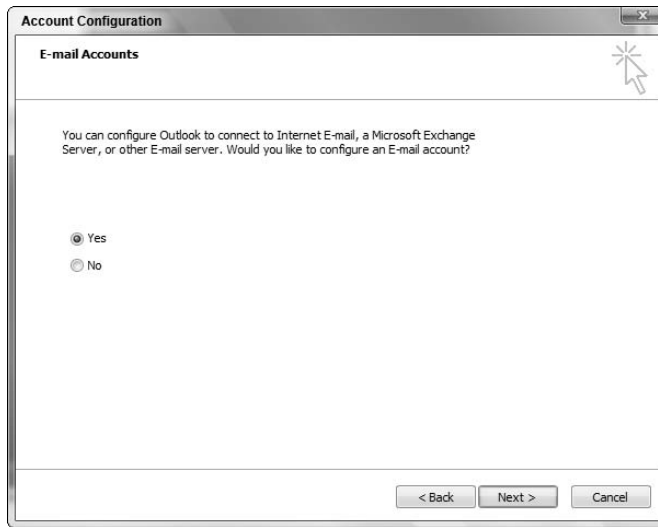 Account Configuration
E-mail Accounts
You can configure Outlook to connect to Internet E-mail, a Microsoft Exchange
Server, or other E-mail server. Would you like to configure an E-mail account?
Yes
No
< Back Next > Cancel